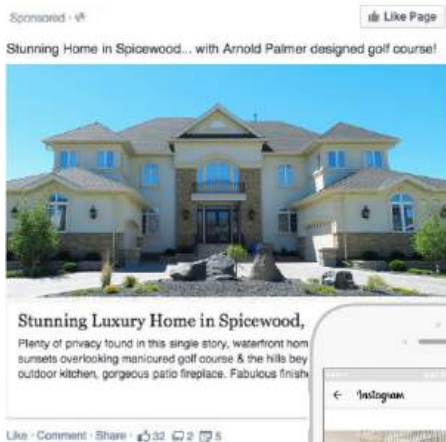 Sponsored ·
Like Page
Stunning Home in Spicewood... with Arnold Palmer designed golf course!
Stunning Luxury Home in Spicewood,
Plenty of privacy found in this single story, waterfront hom
sunsets overlooking manicured golf course & the hills bey
outdoor kitchen, gorgeous patio fireplace. Fabulous finishe
Like · Comment · Share · 32 2 5
Instagram